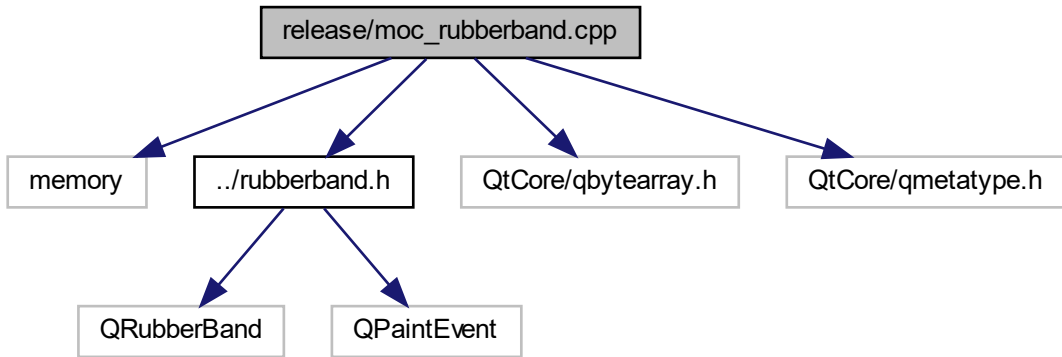 release/moc_rubberband.cpp
memory
../rubberband.h
QtCore/qbytearray.h
QtCore/qmetatype.h
QRubberBand
QPaintEvent